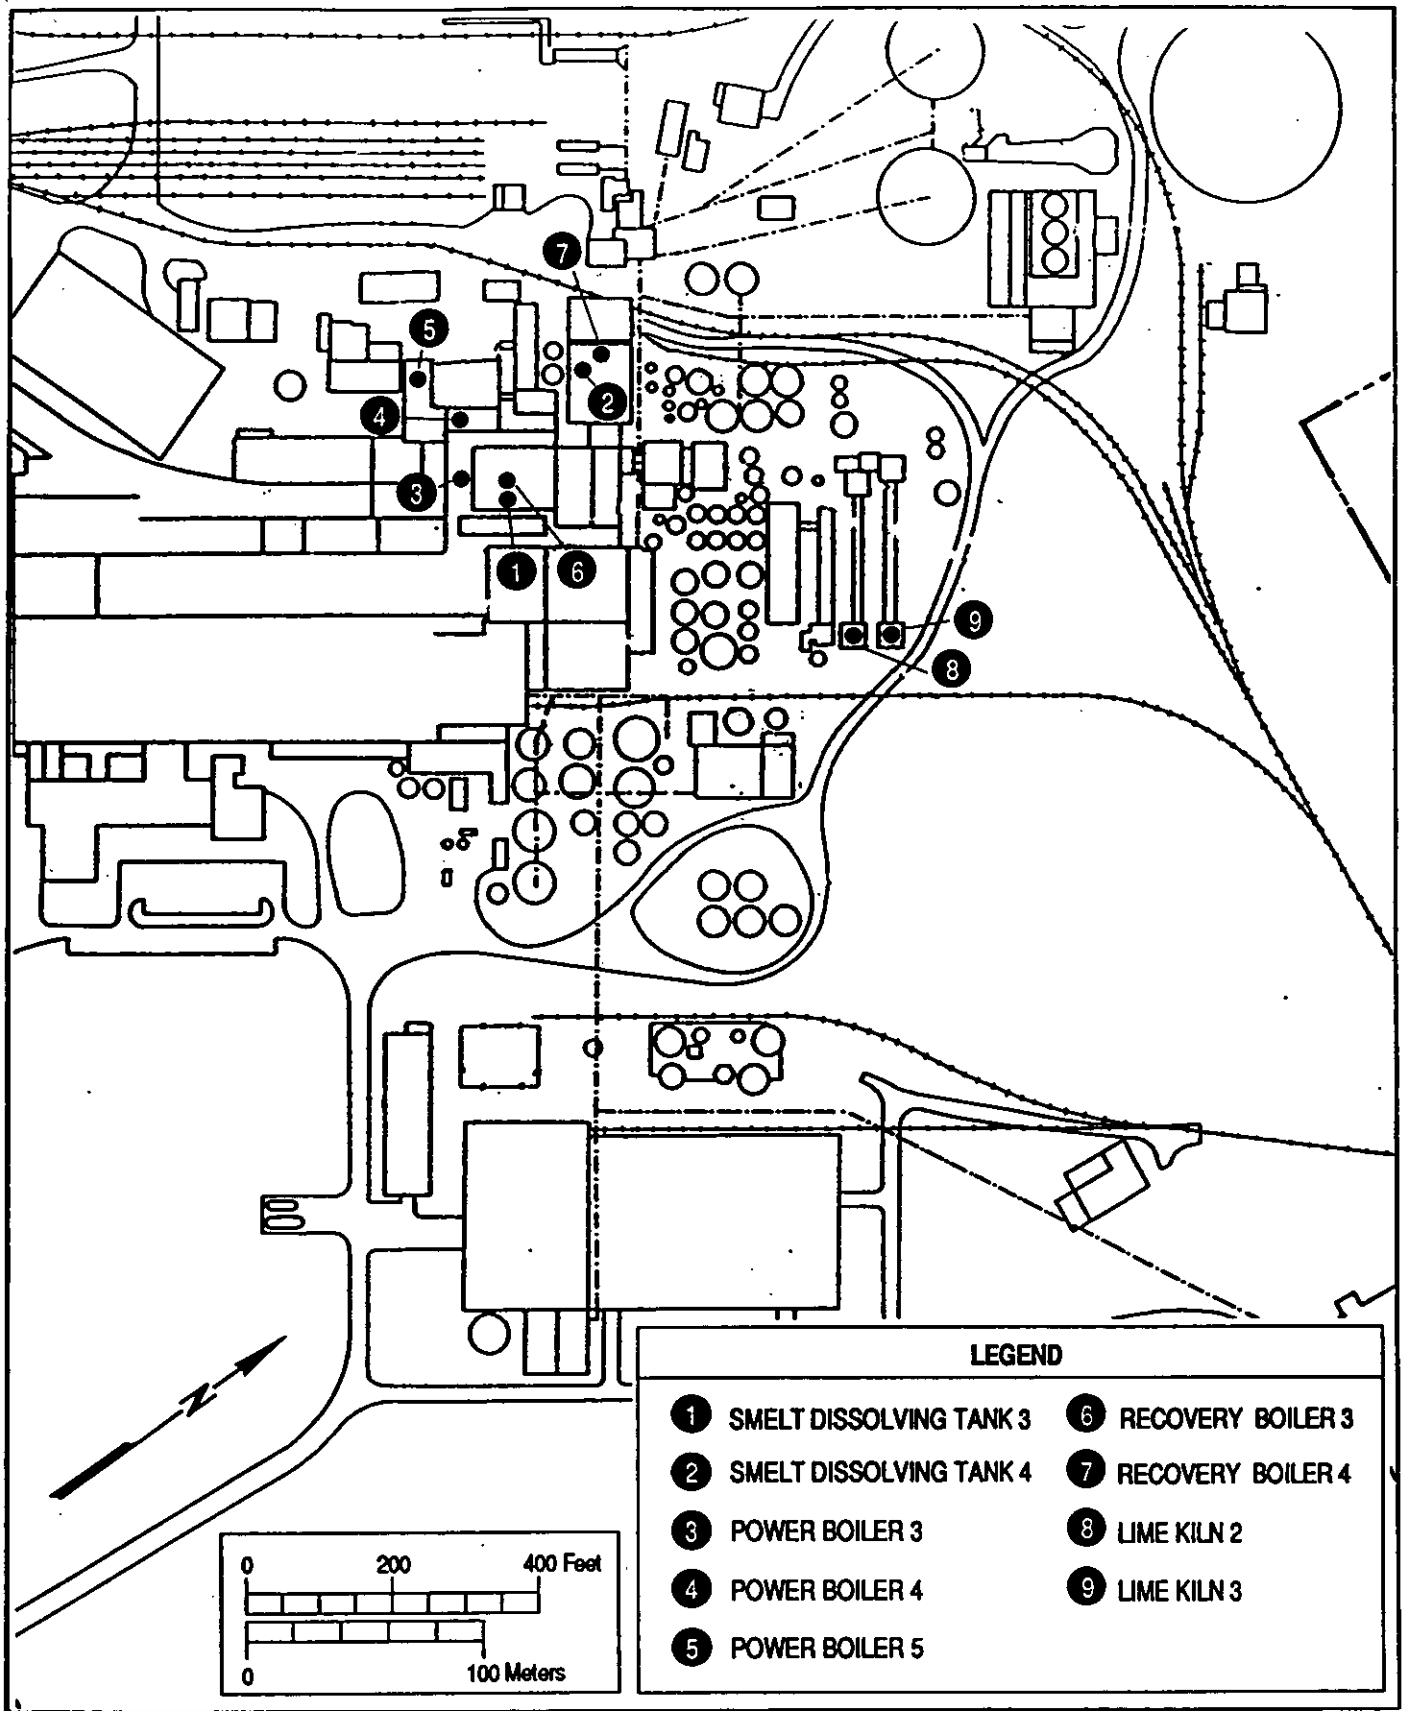 7
5
2
4
3
1
6
9
8
N
LEGEND
1 SMELT DISSOLVING TANK 3
2 SMELT DISSOLVING TANK 4
3 POWER BOILER 3
4 POWER BOILER 4
5 POWER BOILER 5
6 RECOVERY BOILER 3
7 RECOVERY BOILER 4
8 LIME KILN 2
9 LIME KILN 3
0 200 400 Feet
0 100 Meters